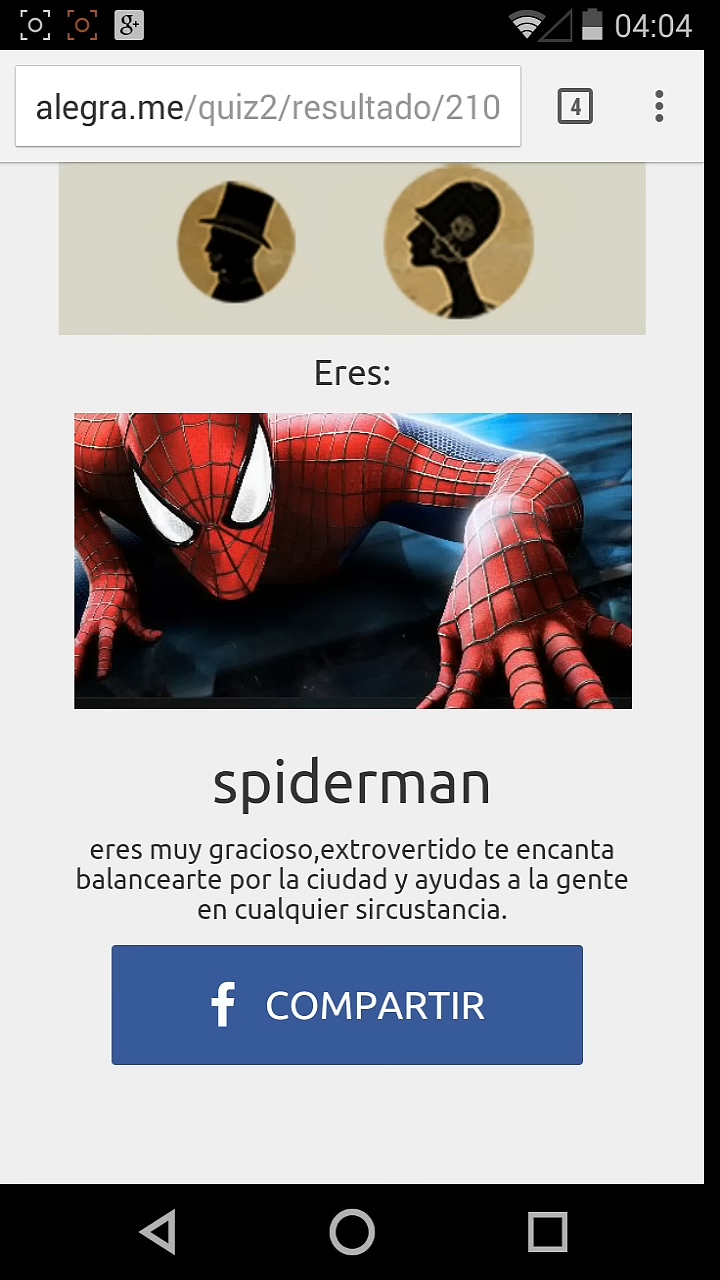 g+
04:04
alegra.me/quiz2/resultado/210
4
Eres:
spiderman
eres muy gracioso,extrovertido te encanta
balancearte por la ciudad y ayudas a la gente
en cualquier sircustancia.
f COMPARTIR